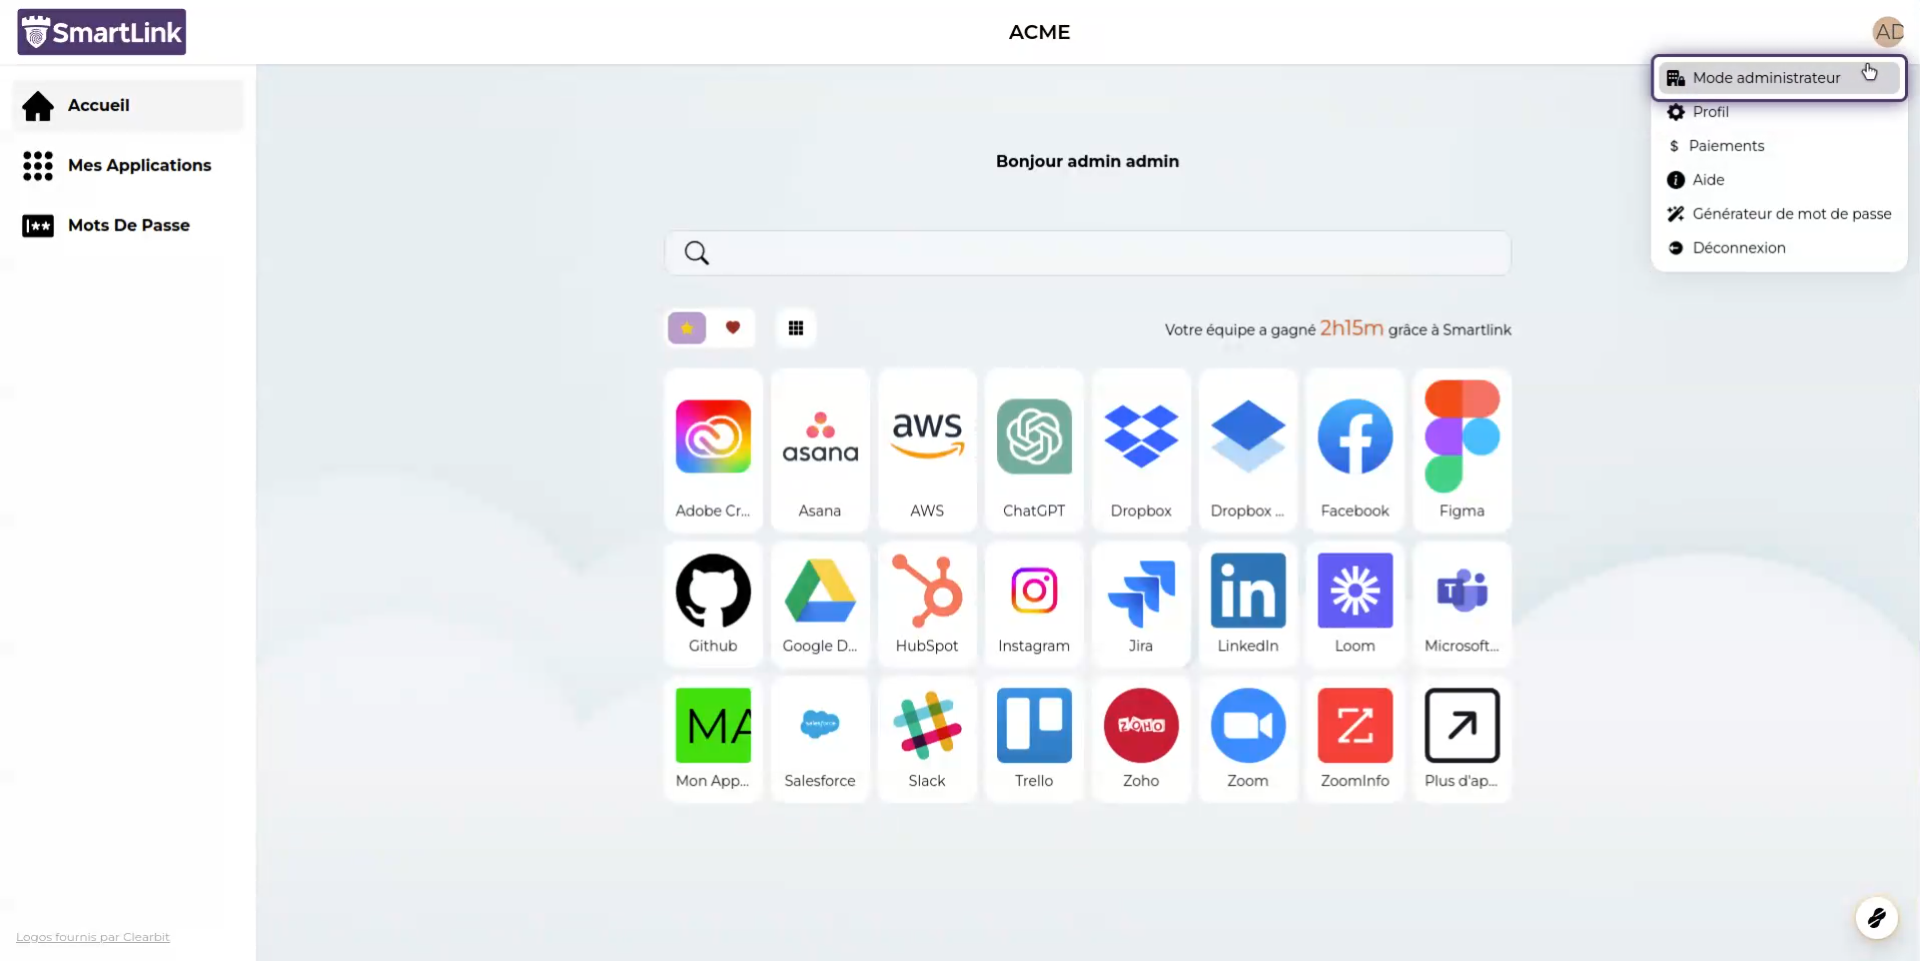 SmartLink
ACME
AD
Accueil
Mes Applications
Mots De Passe
Mode administrateur
Profil
$ Paiements
Aide
Générateur de mot de passe
Déconnexion
Bonjour admin admin
Votre équipe a gagné 2h15m grâce à Smartlink
asana
aws
Adobe Cr...
Asana
AWS
ChatGPT
Dropbox
Dropbox ...
Facebook
Figma
in
T
Github
Google D...
HubSpot
Instagram
Jira
LinkedIn
Loom
Microsoft...
MA
salesforce
ZOHO
Mon App...
Salesforce
Slack
Trello
Zoho
Zoom
ZoomInfo
Plus d'ap...
Logos fournis par Clearbit